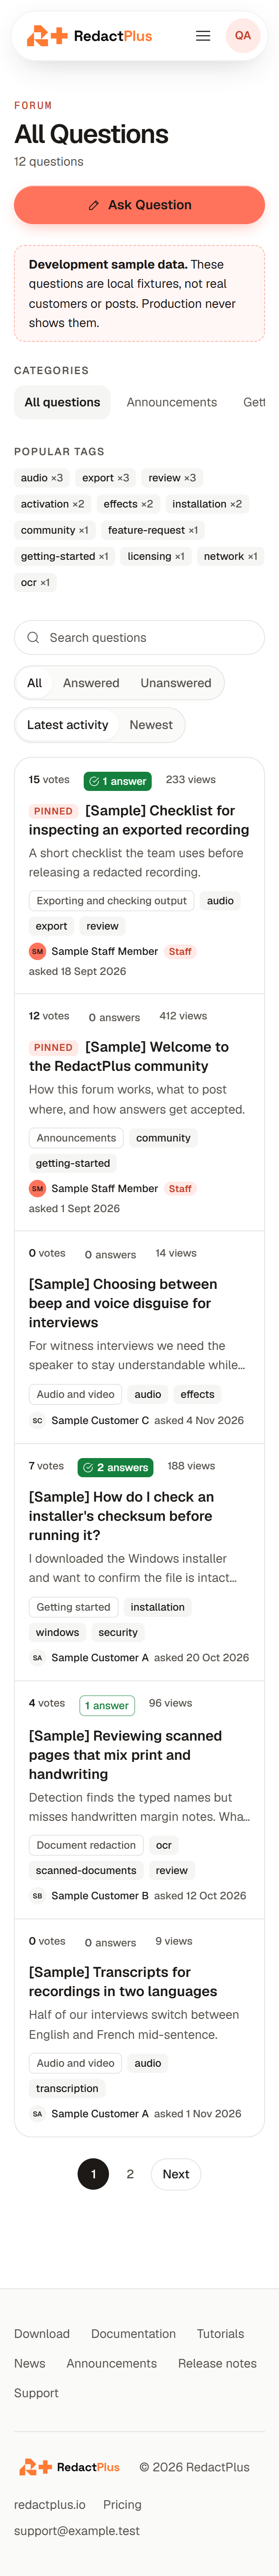 RedactPlus
QA
FORUM
All Questions
12 questions
Ask Question
Development sample data. These
questions are local fixtures, not real
customers or posts. Production never
shows them.
CATEGORIES
All questions Announcements Gett
POPULAR TAGS
audio ×3 export ×3 review ×3
activation ×2 effects ×2 installation ×2
community ×1 feature-request ×1
getting-started ×1 licensing ×1 network ×1
ocr ×1
Search questions
All Answered Unanswered
Latest activity Newest
15 votes 1 answer 233 views
PINNED [Sample] Checklist for
inspecting an exported recording
A short checklist the team uses before
releasing a redacted recording.
Exporting and checking output audio
export review
SM Sample Staff Member Staff
asked 18 Sept 2026
12 votes 0 answers 412 views
PINNED [Sample] Welcome to
the RedactPlus community
How this forum works, what to post
where, and how answers get accepted.
Announcements community
getting-started
SM Sample Staff Member Staff
asked 1 Sept 2026
0 votes 0 answers 14 views
[Sample] Choosing between
beep and voice disguise for
interviews
For witness interviews we need the
speaker to stay understandable while...
Audio and video audio effects
SC Sample Customer C asked 4 Nov 2026
7 votes 2 answers 188 views
[Sample] How do I check an
installer's checksum before
running it?
I downloaded the Windows installer
and want to confirm the file is intact...
Getting started installation
windows security
SA Sample Customer A asked 20 Oct 2026
4 votes 1 answer 96 views
[Sample] Reviewing scanned
pages that mix print and
handwriting
Detection finds the typed names but
misses handwritten margin notes. Wha...
Document redaction ocr
scanned-documents review
SB Sample Customer B asked 12 Oct 2026
0 votes 0 answers 9 views
[Sample] Transcripts for
recordings in two languages
Half of our interviews switch between
English and French mid-sentence.
Audio and video audio
transcription
SA Sample Customer A asked 1 Nov 2026
1 2 Next
Download Documentation Tutorials
News Announcements Release notes
Support
RedactPlus © 2026 RedactPlus
redactplus.io Pricing
support@example.test